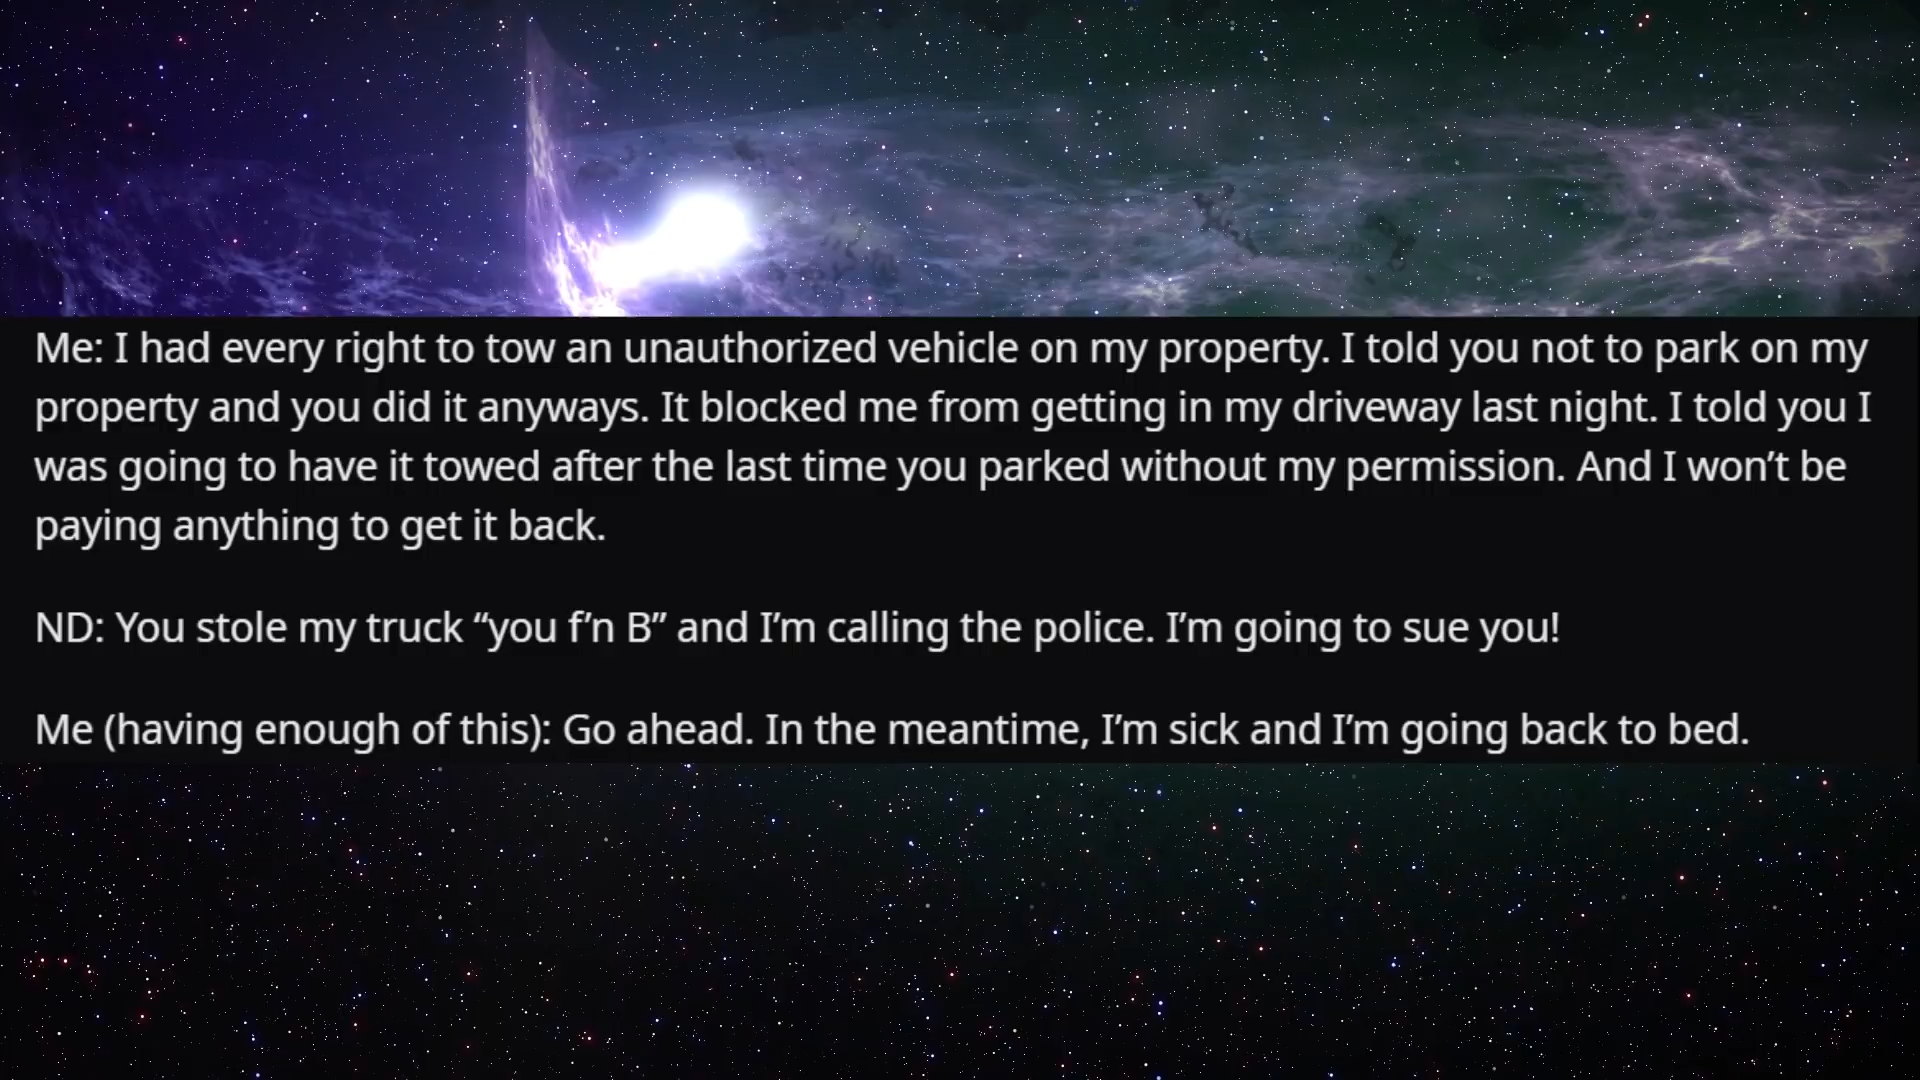 Me: I had every right to tow an unauthorized vehicle on my property. I told you not to park on my
property and you did it anyways. It blocked me from getting in my driveway last night. I told you I
was going to have it towed after the last time you parked without my permission. And I won’t be
paying anything to get it back.
ND: You stole my truck “you f’n B” and I’m calling the police. I’m going to sue you!
Me (having enough of this): Go ahead. In the meantime, I’m sick and I’m going back to bed.